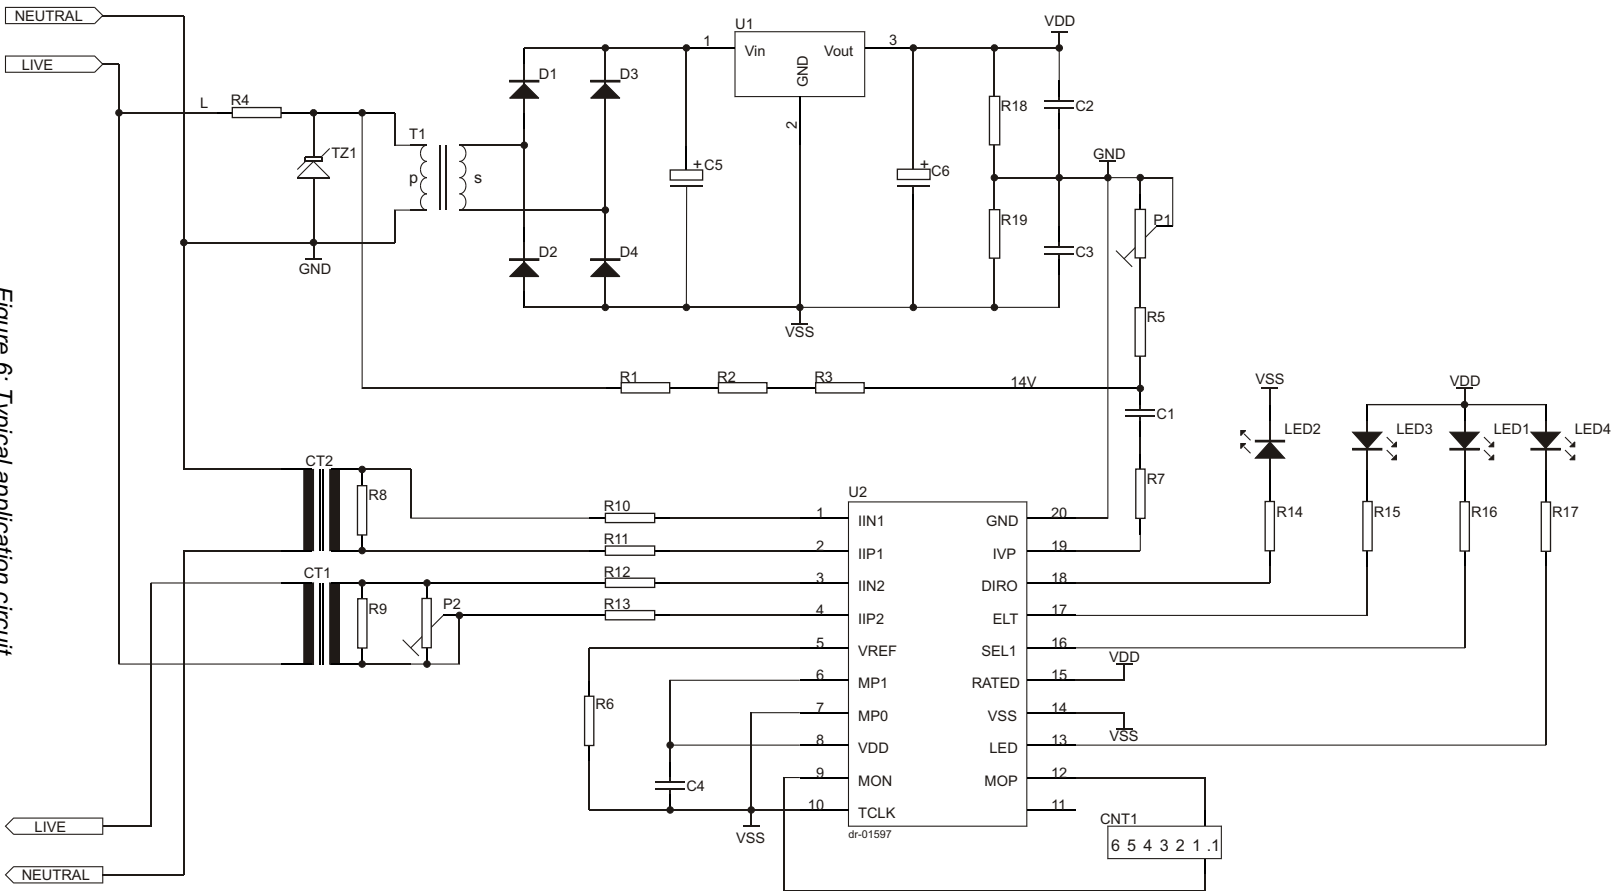 NEUTRAL
LIVE
L
R4
TZ1
GND
T1
p
s
D1
D3
D2
D4
+
C5
U1
1
Vin
Vout
3
GND
2
VSS
+
C6
VDD
R18
C2
GND
R19
C3
P1
R5
R1
R2
R3
14V
C1
R7
VSS
LED2
R14
VDD
LED3
LED1
LED4
R15
R16
R17
CT2
R8
CT1
R9
P2
R10
R11
R12
R13
R6
C4
VSS
U2
1 IIN1
2 IIP1
3 IIN2
4 IIP2
5 VREF
6 MP1
7 MP0
8 VDD
9 MON
10 TCLK
GND 20
IVP 19
DIRO 18
ELT 17
SEL1 16
RATED 15
VSS 14
LED 13
MOP 12
11
VDD
VSS
dr-01597
CNT1
6 5 4 3 2 1 .1
LIVE
NEUTRAL
Figure 6: Typical application circuit